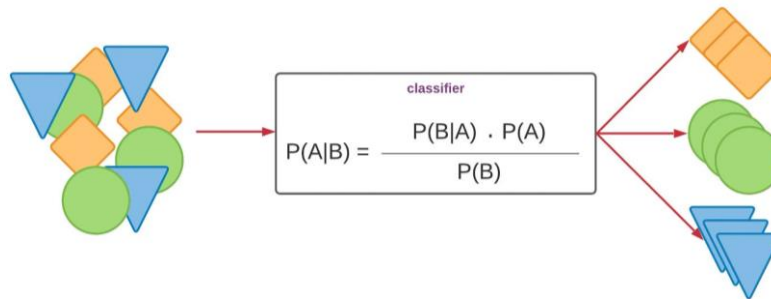 classifier
P(A|B) = P(B|A) . P(A)
P(B)